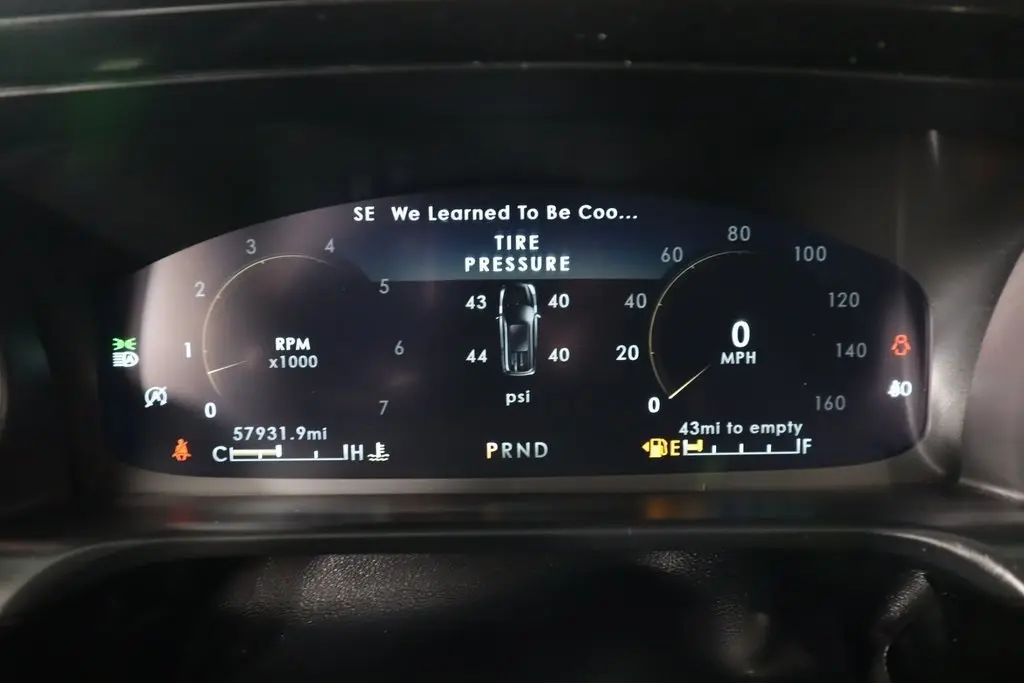 SE We Learned To Be Coo...
TIRE
PRESSURE
0 1 2 3 4 5 6 7
RPM
x1000
43 40
44 40
psi
0 20 40 60 80 100 120 140 160
0
MPH
57931.9mi
C H
PRND
43mi to empty
E F